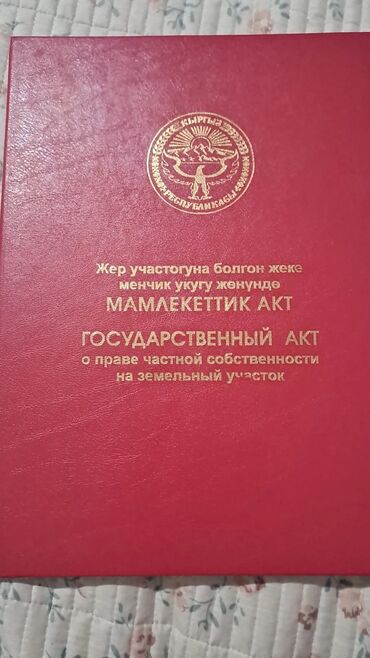 КЫРГЫЗ
РЕСПУБЛИКАСЫ
Жер участогуна болгон жеке
менчик укугу жөнүндө
МАМЛЕКЕТТИК АКТ
ГОСУДАРСТВЕННЫЙ АКТ
о праве частной собственности
на земельный участок